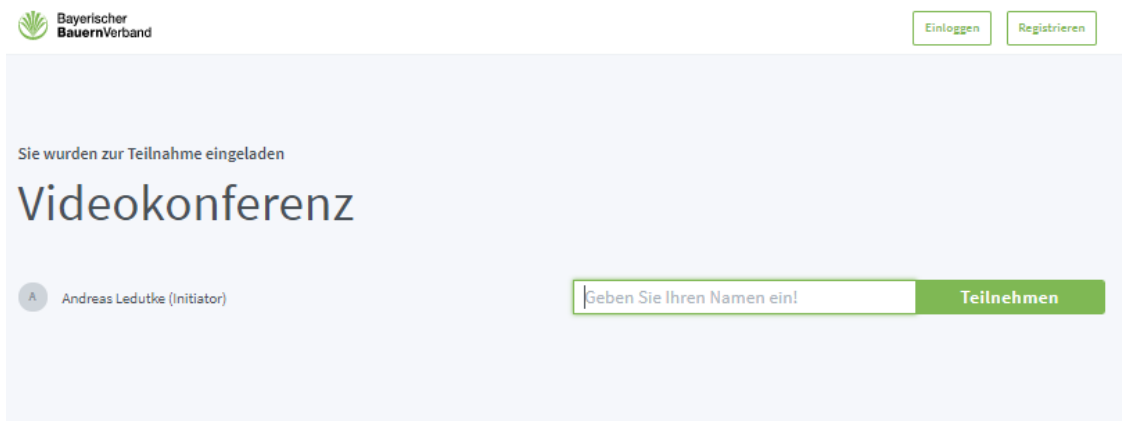 Bayerischer
BauernVerband
Einloggen
Registrieren
Sie wurden zur Teilnahme eingeladen
Videokonferenz
A
Andreas Ledutke (Initiator)
Geben Sie Ihren Namen ein!
Teilnehmen